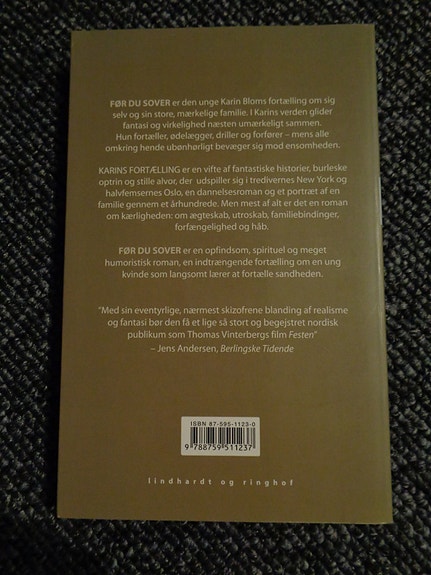 FØR DU SOVER er den unge Karin Bloms fortælling om sig
selv og sin store, mærkelige familie. I Karins verden glider
fantasi og virkelighed næsten umærkeligt sammen.
Hun fortæller, ødelægger, driller og forfører – mens alle
omkring hende ubønhørligt bevæger sig mod ensomheden.
KARINS FORTÆLLING er en vifte af fantastiske historier, burleske
optrin og stille alvor, der udspiller sig i tredivernes New York og
halvfemsernes Oslo, en dannelsesroman og et portræt af en
familie gennem et århundrede. Men mest af alt er det en roman
om kærligheden: om ægteskab, utroskab, familiebindinger,
forfængelighed og håb.
FØR DU SOVER er en opfindsom, spirituel og meget
humoristisk roman, en indtrængende fortælling om en ung
kvinde som langsomt lærer at fortælle sandheden.
"Med sin eventyrlige, nærmest skizofrene blanding af realisme
og fantasi bør den få et lige så stort og begejstret nordisk
publikum som Thomas Vinterbergs film Festen"
– Jens Andersen, Berlingske Tidende
ISBN 87-595-1123-0
9 788759 511237
lindhardt og ringhof